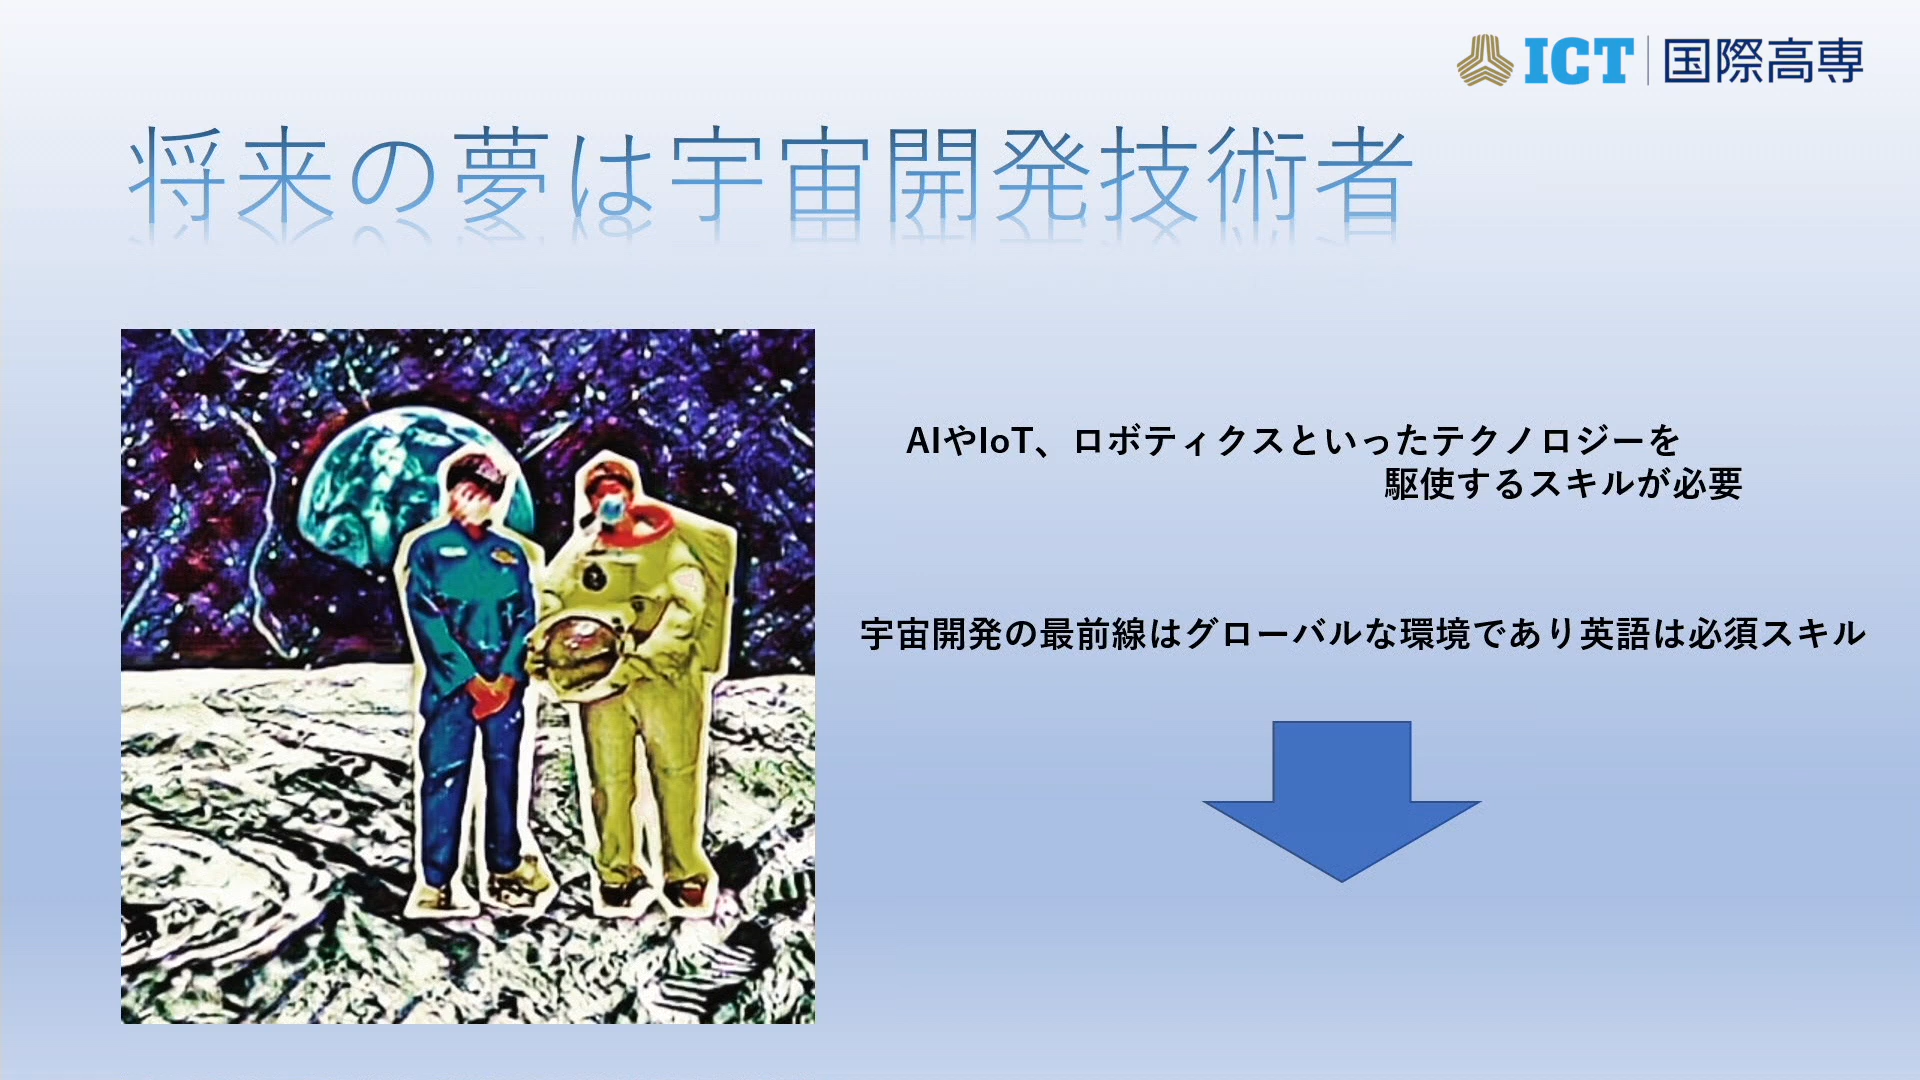 ICT 国際高専
将来の夢は宇宙開発技術者
AIやIoT、ロボティクスといったテクノロジーを
駆使するスキルが必要
宇宙開発の最前線はグローバルな環境であり英語は必須スキル